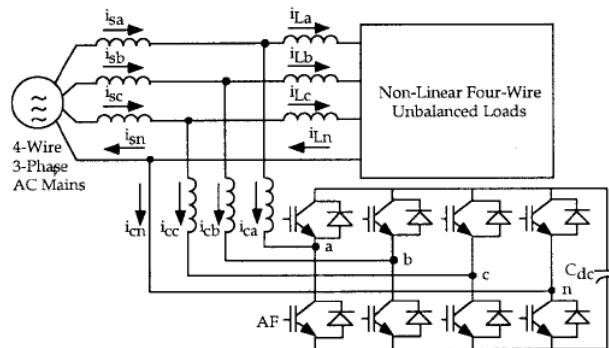 i_sa
i_La
i_sb
i_Lb
i_sc
i_Lc
i_sn
i_Ln
Non-Linear Four-Wire
Unbalanced Loads
4-Wire
3-Phase
AC Mains
i_cn
i_cc
i_cb
i_ca
a
b
c
n
C_dc
AF